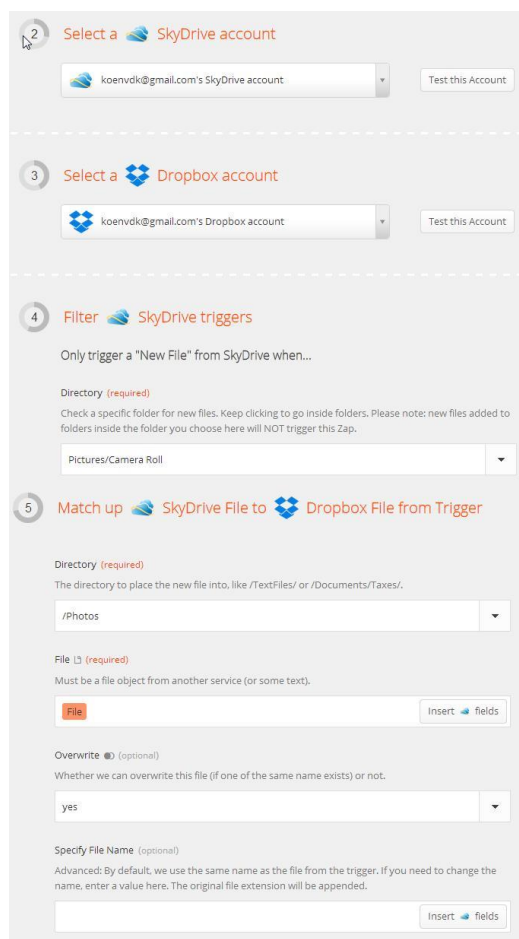 2 Select a SkyDrive account
koenvdk@gmail.com's SkyDrive account Test this Account
3 Select a Dropbox account
koenvdk@gmail.com's Dropbox account Test this Account
4 Filter SkyDrive triggers
Only trigger a "New File" from SkyDrive when...
Directory (required)
Check a specific folder for new files. Keep clicking to go inside folders. Please note: new files added to
folders inside the folder you choose here will NOT trigger this Zap.
Pictures/Camera Roll
5 Match up SkyDrive File to Dropbox File from Trigger
Directory (required)
The directory to place the new file into, like /TextFiles/ or /Documents/Taxes/.
/Photos
File (required)
Must be a file object from another service (or some text).
File Insert fields
Overwrite (optional)
Whether we can overwrite this file (if one of the same name exists) or not.
yes
Specify File Name (optional)
Advanced: By default, we use the same name as the file from the trigger. If you need to change the
name, enter a value here. The original file extension will be appended.
Insert fields